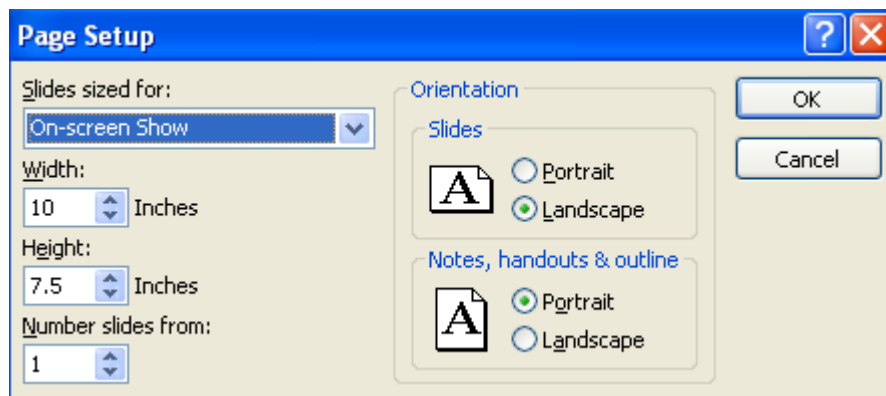 Page Setup
Slides sized for:
On-screen Show
Width:
10 Inches
Height:
7.5 Inches
Number slides from:
1
Orientation
Slides
A
Portrait
Landscape
Notes, handouts & outline
A
Portrait
Landscape
?
OK
Cancel